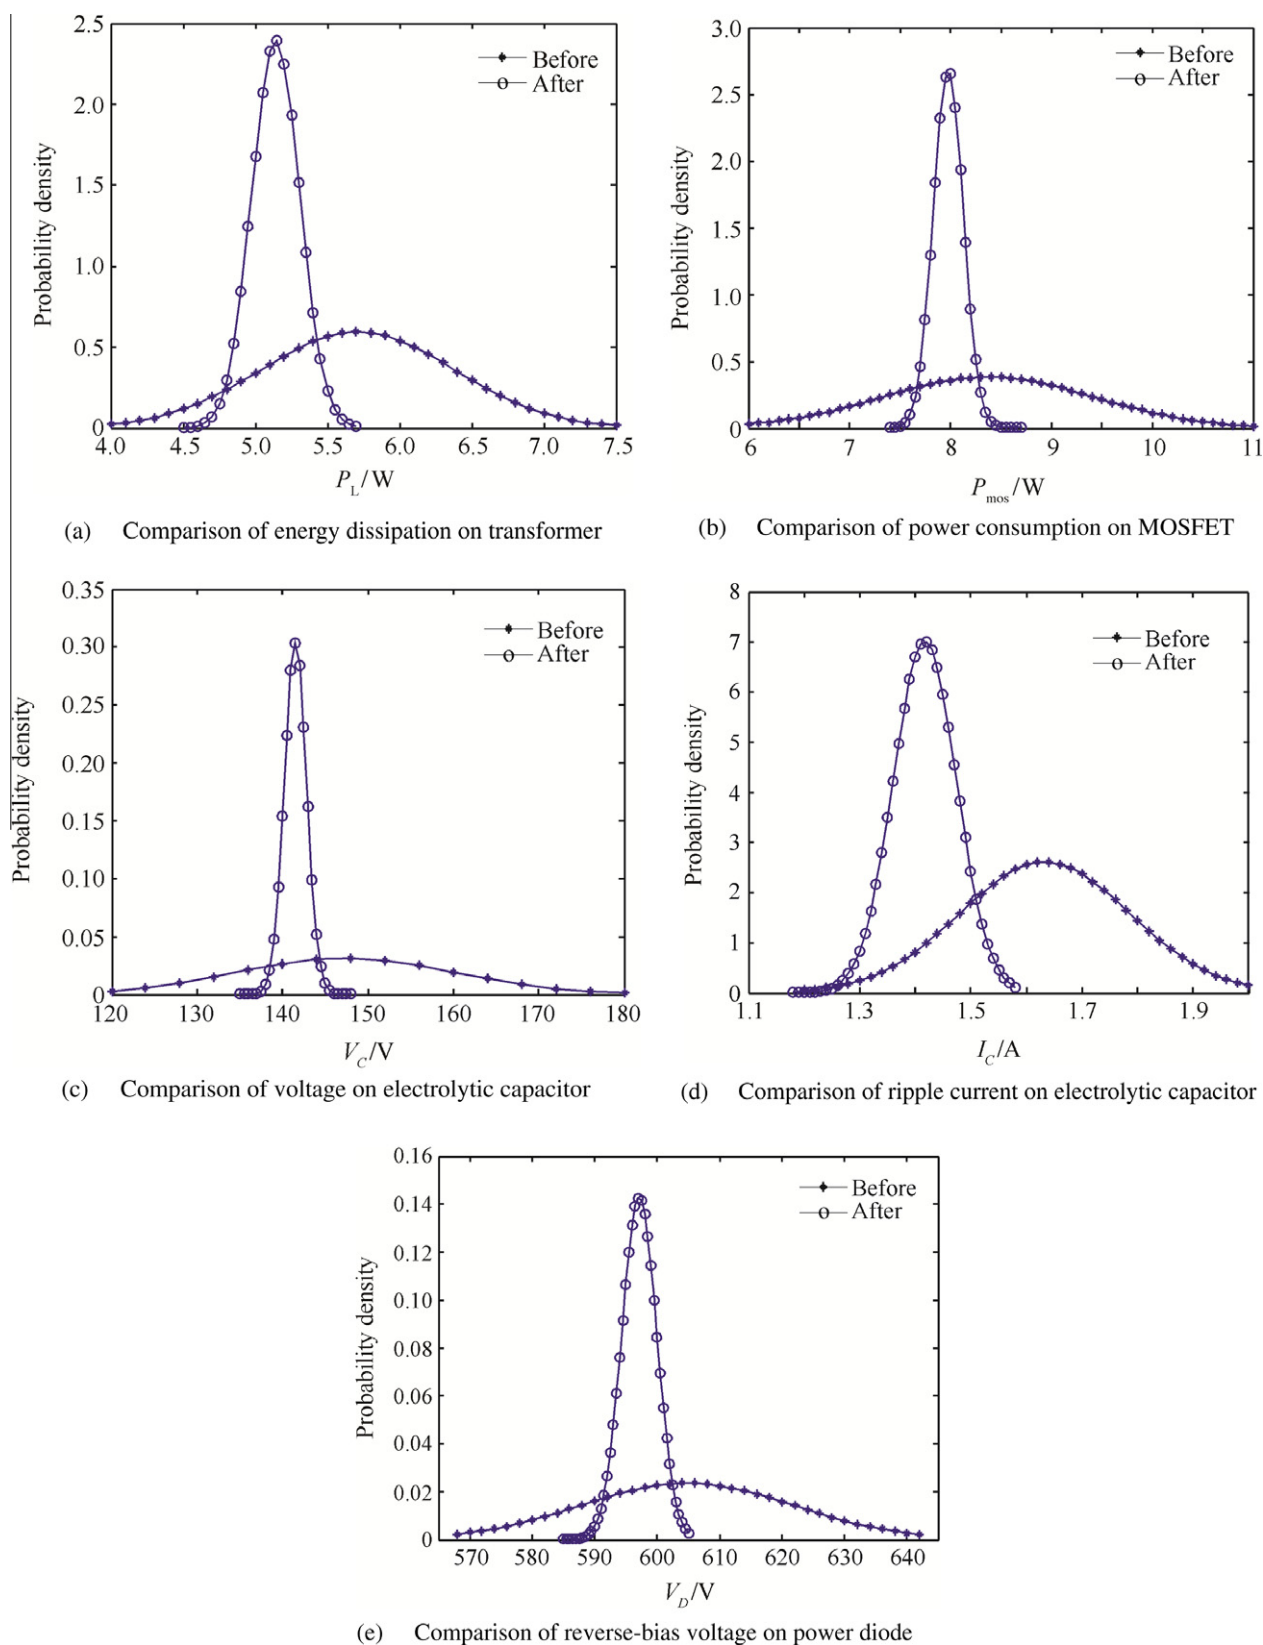 2.5
2.0
1.5
1.0
0.5
0
Probability density
Before
After
4.0 4.5 5.0 5.5 6.0 6.5 7.0 7.5
P_L/W
(a) Comparison of energy dissipation on transformer
3.0
2.5
2.0
1.5
1.0
0.5
0
Probability density
Before
After
6 7 8 9 10 11
P_mos/W
(b) Comparison of power consumption on MOSFET
0.35
0.30
0.25
0.20
0.15
0.10
0.05
0
Probability density
Before
After
120 130 140 150 160 170 180
V_C/V
(c) Comparison of voltage on electrolytic capacitor
8
7
6
5
4
3
2
1
0
Probability density
Before
After
1.1 1.3 1.5 1.7 1.9
I_C/A
(d) Comparison of ripple current on electrolytic capacitor
0.16
0.14
0.12
0.10
0.08
0.06
0.04
0.02
0
Probability density
Before
After
570 580 590 600 610 620 630 640
V_D/V
(e) Comparison of reverse-bias voltage on power diode